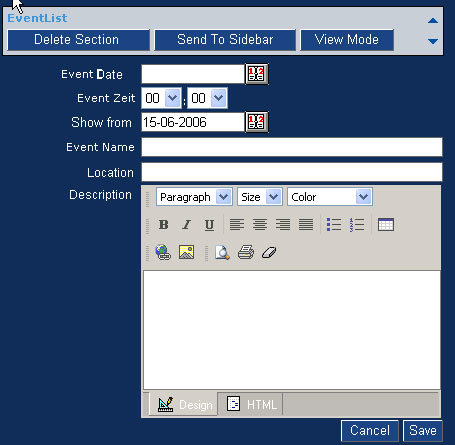 EventList
Delete Section Send To Sidebar View Mode
Event Date
Event Zeit 00 : 00
Show from 15-06-2006
Event Name
Location
Description Paragraph Size Color
B I U
Design HTML
Cancel Save